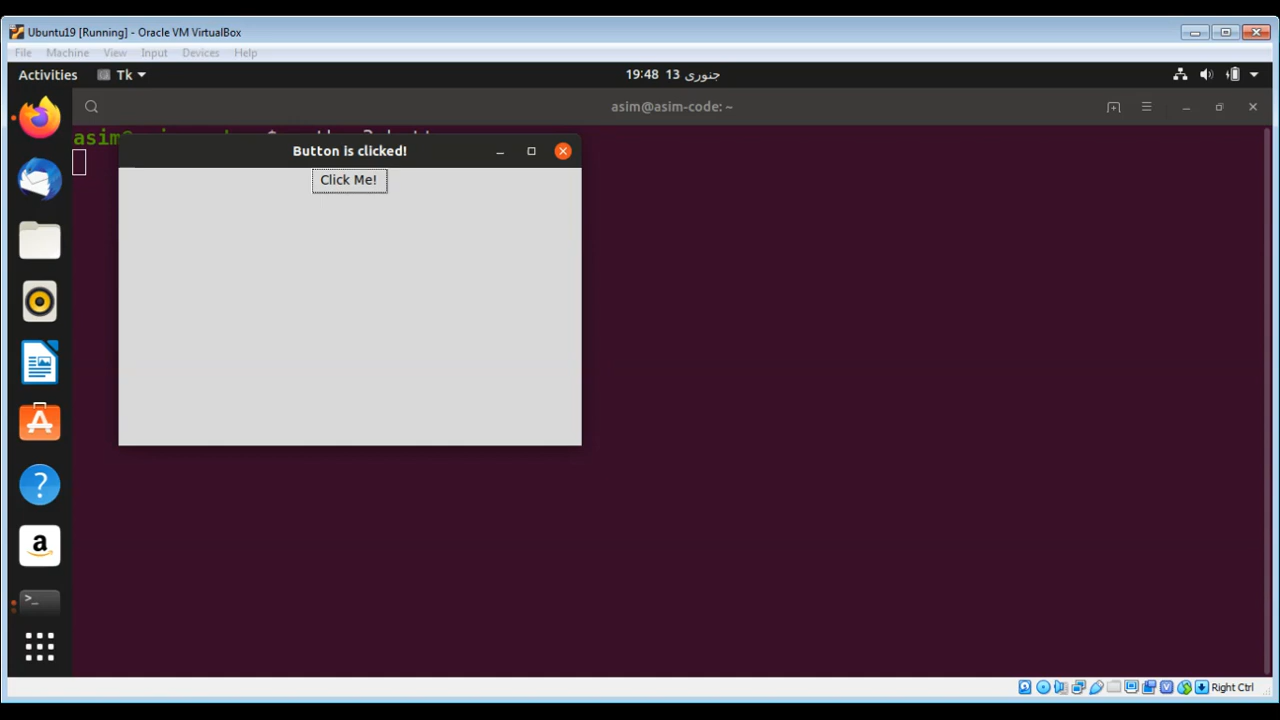 Ubuntu19 [Running] - Oracle VM VirtualBox
File Machine View Input Devices Help
Activities Tk 19:48 13 جنوری
asim@asim-code: ~
Button is clicked!
Click Me!
Right Ctrl